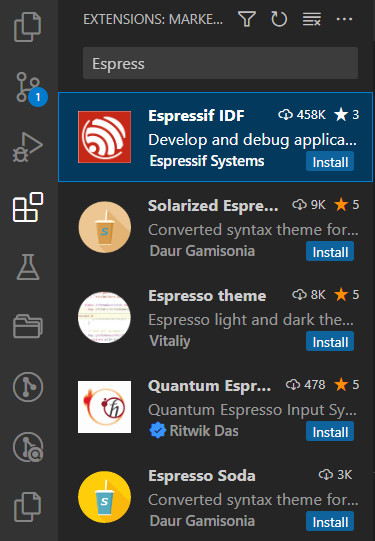 EXTENSIONS: MARKE...
Espress
1
Espressif IDF 458K 3
Develop and debug applica...
Espressif Systems Install
Solarized Espre... 9K 5
Converted syntax theme for...
Daur Gamisonia Install
Espresso theme 8K 5
Espresso light and dark the...
Vitaliy Install
Quantum Espr... 478 5
Quantum Espresso Input Sy...
Ritwik Das Install
Espresso Soda 3K
Converted syntax theme for...
Daur Gamisonia Install